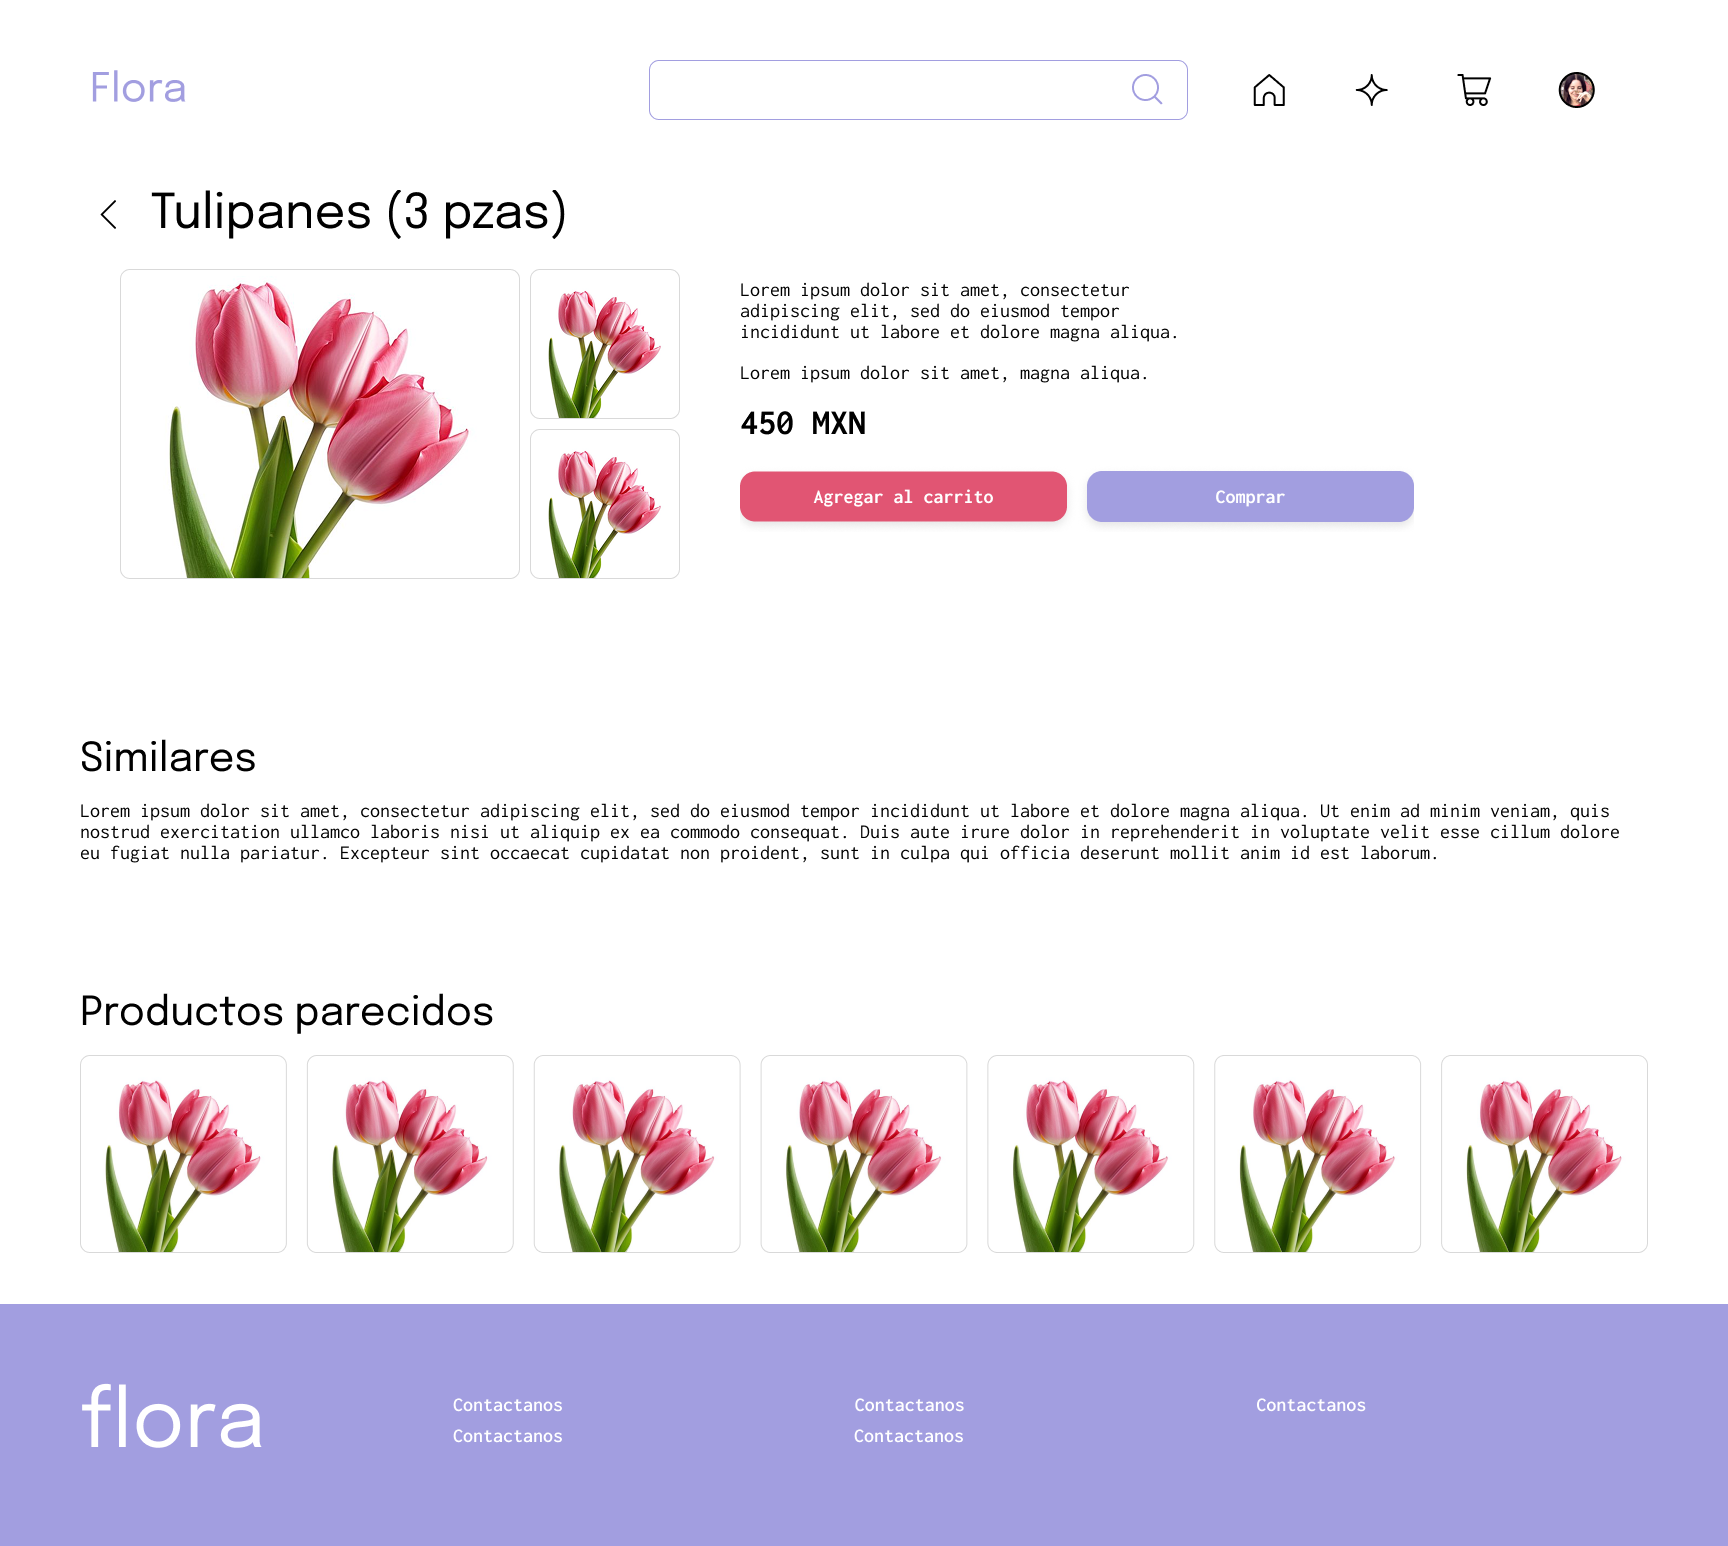 Flora
Tulipanes (3 pzas)
Lorem ipsum dolor sit amet, consectetur
adipiscing elit, sed do eiusmod tempor
incididunt ut labore et dolore magna aliqua.
Lorem ipsum dolor sit amet, magna aliqua.
450 MXN
Agregar al carrito
Comprar
Similares
Lorem ipsum dolor sit amet, consectetur adipiscing elit, sed do eiusmod tempor incididunt ut labore et dolore magna aliqua. Ut enim ad minim veniam, quis
nostrud exercitation ullamco laboris nisi ut aliquip ex ea commodo consequat. Duis aute irure dolor in reprehenderit in voluptate velit esse cillum dolore
eu fugiat nulla pariatur. Excepteur sint occaecat cupidatat non proident, sunt in culpa qui officia deserunt mollit anim id est laborum.
Productos parecidos
flora
Contactanos
Contactanos
Contactanos
Contactanos
Contactanos